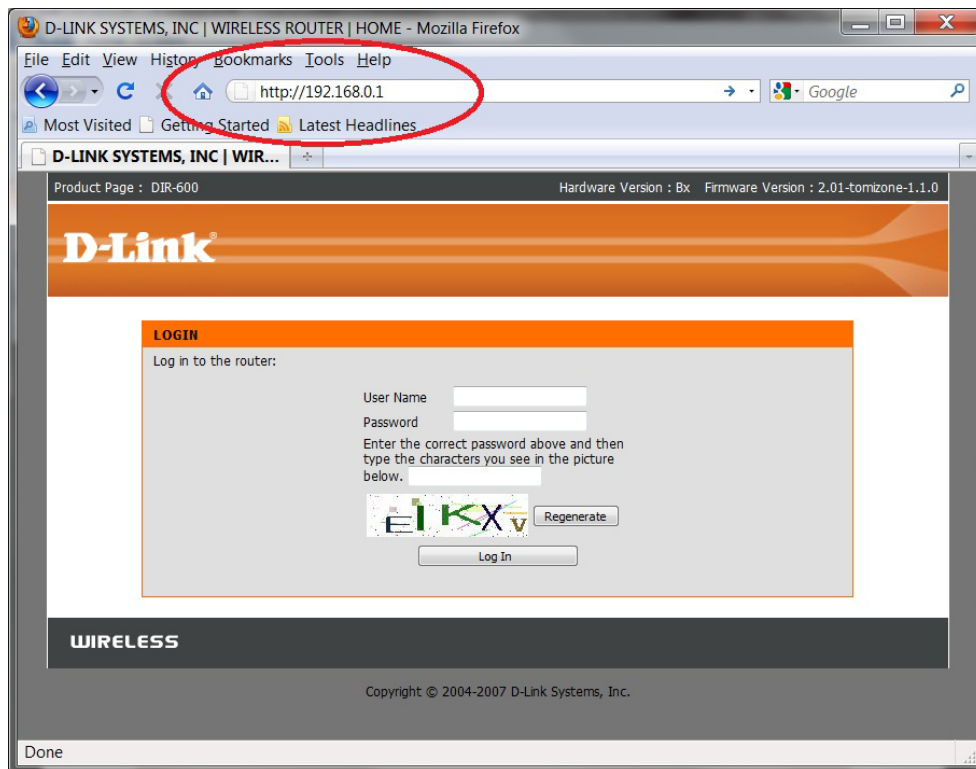 D-LINK SYSTEMS, INC | WIRELESS ROUTER | HOME - Mozilla Firefox
File Edit View History Bookmarks Tools Help
http://192.168.0.1 Google
Most Visited Getting Started Latest Headlines
D-LINK SYSTEMS, INC | WIR...
Product Page : DIR-600 Hardware Version : Bx Firmware Version : 2.01-tomizone-1.1.0
D-Link®
LOGIN
Log in to the router:
User Name
Password
Enter the correct password above and then
type the characters you see in the picture
below.
Regenerate
Log In
WIRELESS
Copyright © 2004-2007 D-Link Systems, Inc.
Done